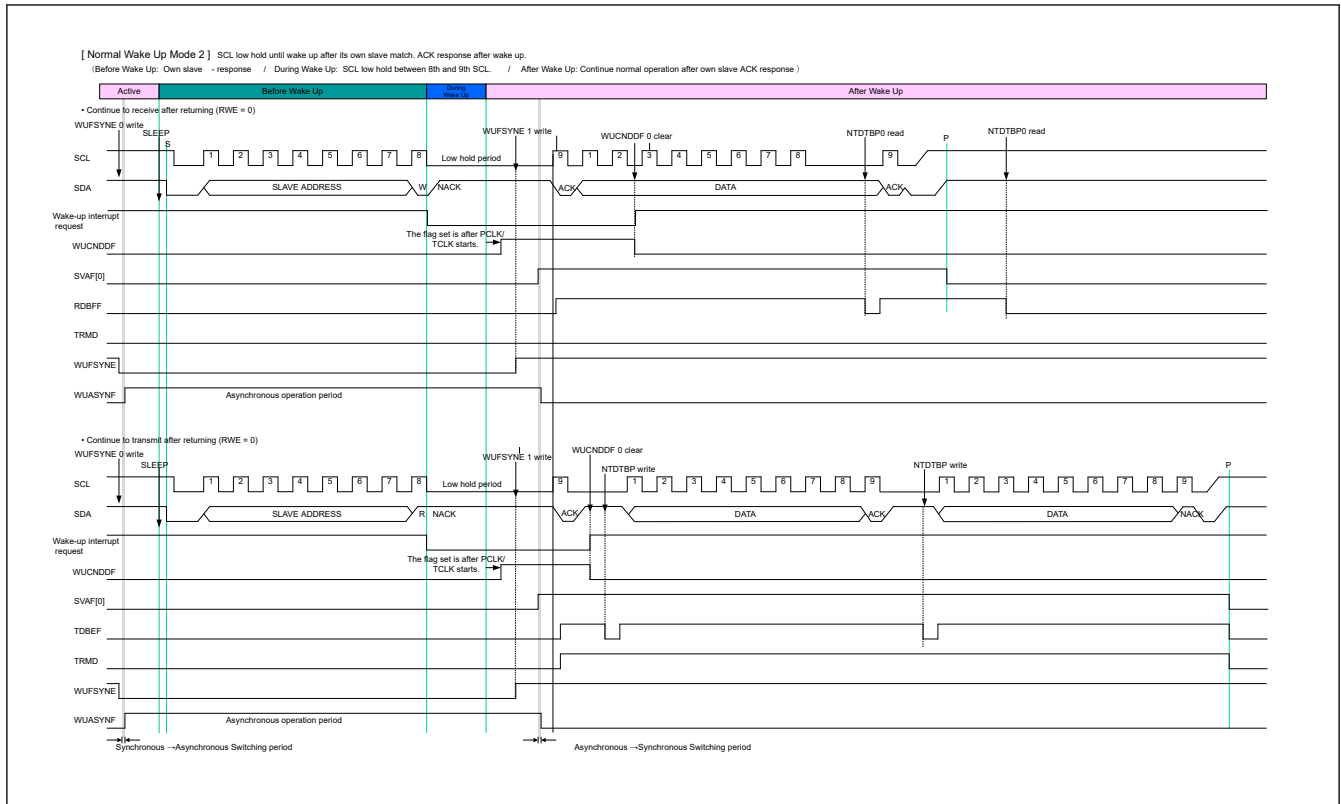 [ Normal Wake Up Mode 2 ] SCL low hold until wake up after its own slave match. ACK response after wake up.
(Before Wake Up: Own slave - response / During Wake Up: SCL low hold between 8th and 9th SCL. / After Wake Up: Continue normal operation after own slave ACK response )
Active Before Wake Up During Wake Up After Wake Up
• Continue to receive after returning (RWE = 0)
WUFSYNE 0 write SLEEP S WUFSYNE 1 write WUCNDDF 0 clear NTDTBP0 read P NTDTBP0 read
SCL 1 2 3 4 5 6 7 8 Low hold period 9 1 2 3 4 5 6 7 8 9
SDA SLAVE ADDRESS W NACK ACK DATA ACK
Wake-up interrupt
request
The flag set is after PCLK/
TCLK starts.
WUCNDDF
SVAF[0]
RDBFF
TRMD
WUFSYNE
WUASYNF Asynchronous operation period
• Continue to transmit after returning (RWE = 0)
WUFSYNE 0 write SLEEP WUFSYNE 1 write WUCNDDF 0 clear NTDTBP write NTDTBP write P
SCL 1 2 3 4 5 6 7 8 Low hold period 9 1 2 3 4 5 6 7 8 9 1 2 3 4 5 6 7 8 9
SDA SLAVE ADDRESS R NACK ACK DATA ACK DATA NACK
Wake-up interrupt
request
The flag set is after PCLK/
TCLK starts.
WUCNDDF
SVAF[0]
TDBEF
TRMD
WUFSYNE
WUASYNF Asynchronous operation period
Synchronous →Asynchronous Switching period Asynchronous →Synchronous Switching period